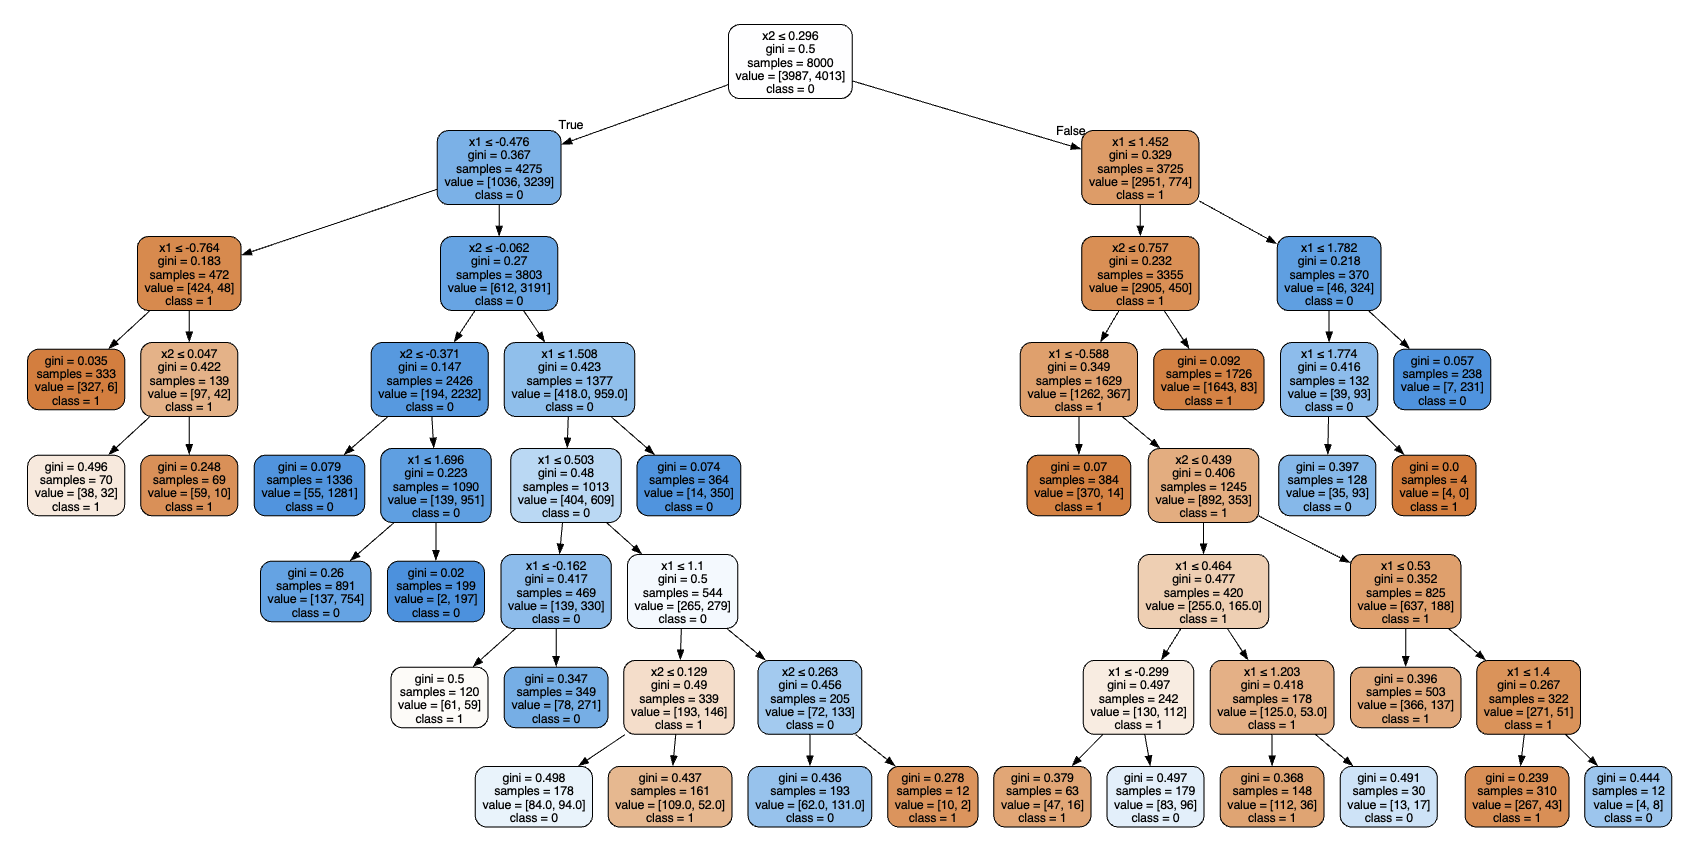 x2 ≤ 0.296
gini = 0.5
samples = 8000
value = [3987, 4013]
class = 0
True
False
x1 ≤ -0.476
gini = 0.367
samples = 4275
value = [1036, 3239]
class = 0
x1 ≤ 1.452
gini = 0.329
samples = 3725
value = [2951, 774]
class = 1
x1 ≤ -0.764
gini = 0.183
samples = 472
value = [424, 48]
class = 1
x2 ≤ -0.062
gini = 0.27
samples = 3803
value = [612, 3191]
class = 0
x2 ≤ 0.757
gini = 0.232
samples = 3355
value = [2905, 450]
class = 1
x1 ≤ 1.782
gini = 0.218
samples = 370
value = [46, 324]
class = 0
gini = 0.035
samples = 333
value = [327, 6]
class = 1
x2 ≤ 0.047
gini = 0.422
samples = 139
value = [97, 42]
class = 1
x2 ≤ -0.371
gini = 0.147
samples = 2426
value = [194, 2232]
class = 0
x1 ≤ 1.508
gini = 0.423
samples = 1377
value = [418.0, 959.0]
class = 0
x1 ≤ -0.588
gini = 0.349
samples = 1629
value = [1262, 367]
class = 1
gini = 0.092
samples = 1726
value = [1643, 83]
class = 1
x1 ≤ 1.774
gini = 0.416
samples = 132
value = [39, 93]
class = 0
gini = 0.057
samples = 238
value = [7, 231]
class = 0
gini = 0.496
samples = 70
value = [38, 32]
class = 1
gini = 0.248
samples = 69
value = [59, 10]
class = 1
gini = 0.079
samples = 1336
value = [55, 1281]
class = 0
x1 ≤ 1.696
gini = 0.223
samples = 1090
value = [139, 951]
class = 0
x1 ≤ 0.503
gini = 0.48
samples = 1013
value = [404, 609]
class = 0
gini = 0.074
samples = 364
value = [14, 350]
class = 0
gini = 0.07
samples = 384
value = [370, 14]
class = 1
x2 ≤ 0.439
gini = 0.406
samples = 1245
value = [892, 353]
class = 1
gini = 0.397
samples = 128
value = [35, 93]
class = 0
gini = 0.0
samples = 4
value = [4, 0]
class = 1
gini = 0.26
samples = 891
value = [137, 754]
class = 0
gini = 0.02
samples = 199
value = [2, 197]
class = 0
x1 ≤ -0.162
gini = 0.417
samples = 469
value = [139, 330]
class = 0
x1 ≤ 1.1
gini = 0.5
samples = 544
value = [265, 279]
class = 0
x1 ≤ 0.464
gini = 0.477
samples = 420
value = [255.0, 165.0]
class = 1
x1 ≤ 0.53
gini = 0.352
samples = 825
value = [637, 188]
class = 1
gini = 0.5
samples = 120
value = [61, 59]
class = 1
gini = 0.347
samples = 349
value = [78, 271]
class = 0
x2 ≤ 0.129
gini = 0.49
samples = 339
value = [193, 146]
class = 1
x2 ≤ 0.263
gini = 0.456
samples = 205
value = [72, 133]
class = 0
x1 ≤ -0.299
gini = 0.497
samples = 242
value = [130, 112]
class = 1
x1 ≤ 1.203
gini = 0.418
samples = 178
value = [125.0, 53.0]
class = 1
gini = 0.396
samples = 503
value = [366, 137]
class = 1
x1 ≤ 1.4
gini = 0.267
samples = 322
value = [271, 51]
class = 1
gini = 0.498
samples = 178
value = [84.0, 94.0]
class = 0
gini = 0.437
samples = 161
value = [109.0, 52.0]
class = 1
gini = 0.436
samples = 193
value = [62.0, 131.0]
class = 0
gini = 0.278
samples = 12
value = [10, 2]
class = 1
gini = 0.379
samples = 63
value = [47, 16]
class = 1
gini = 0.497
samples = 179
value = [83, 96]
class = 0
gini = 0.368
samples = 148
value = [112, 36]
class = 1
gini = 0.491
samples = 30
value = [13, 17]
class = 0
gini = 0.239
samples = 310
value = [267, 43]
class = 1
gini = 0.444
samples = 12
value = [4, 8]
class = 0